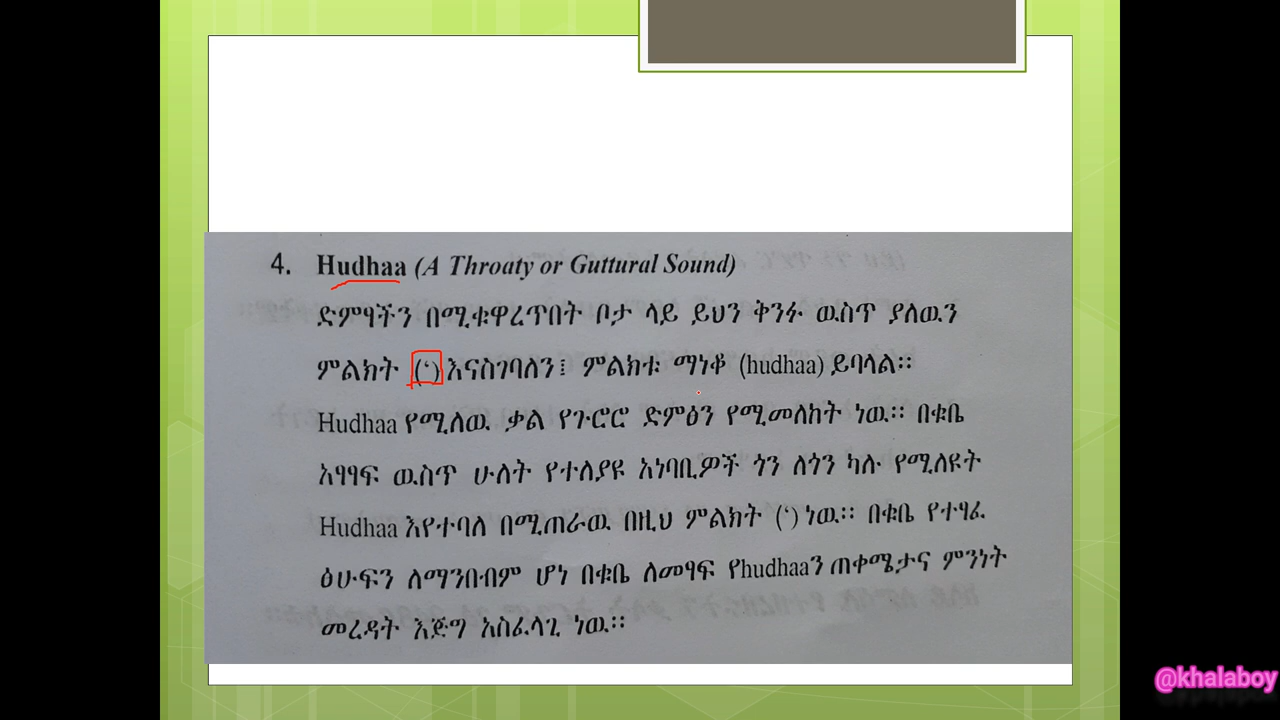 4. Hudhaa (A Throaty or Guttural Sound)
ድምፃችን በሚቁዋረጥበት ቦታ ላይ ይህን ቅንፉ ዉስጥ ያለዉን
ምልክት (‘) እናስገባለን፤ ምልክቱ ማነቆ (hudhaa) ይባላል።
Hudhaa የሚለዉ ቃል የጉሮሮ ድምፅን የሚመለከት ነዉ። በቁቤ
አፃፃፍ ዉስጥ ሁለት የተለያዩ አነባቢዎች ጎን ለጎን ካሉ የሚለዩት
Hudhaa እየተባለ በሚጠራዉ በዚህ ምልክት (‘) ነዉ። በቁቤ የተፃፈ
ፅሁፍን ለማንበብም ሆነ በቁቤ ለመፃፍ የhudhaaን ጠቀሜታና ምንነት
መረዳት እጅግ አስፈላጊ ነዉ።
@khalaboy